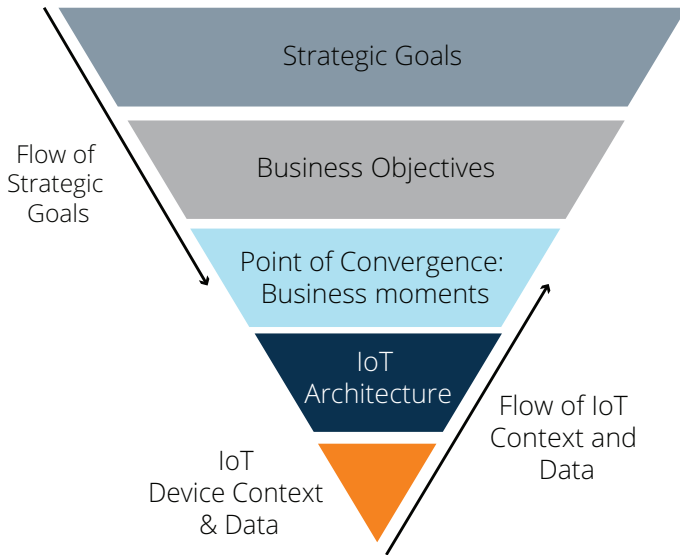 Strategic Goals
Flow of
Strategic
Goals
Business Objectives
Point of Convergence:
Business moments
IoT
Architecture
Flow of IoT
Context and
Data
IoT
Device Context
& Data